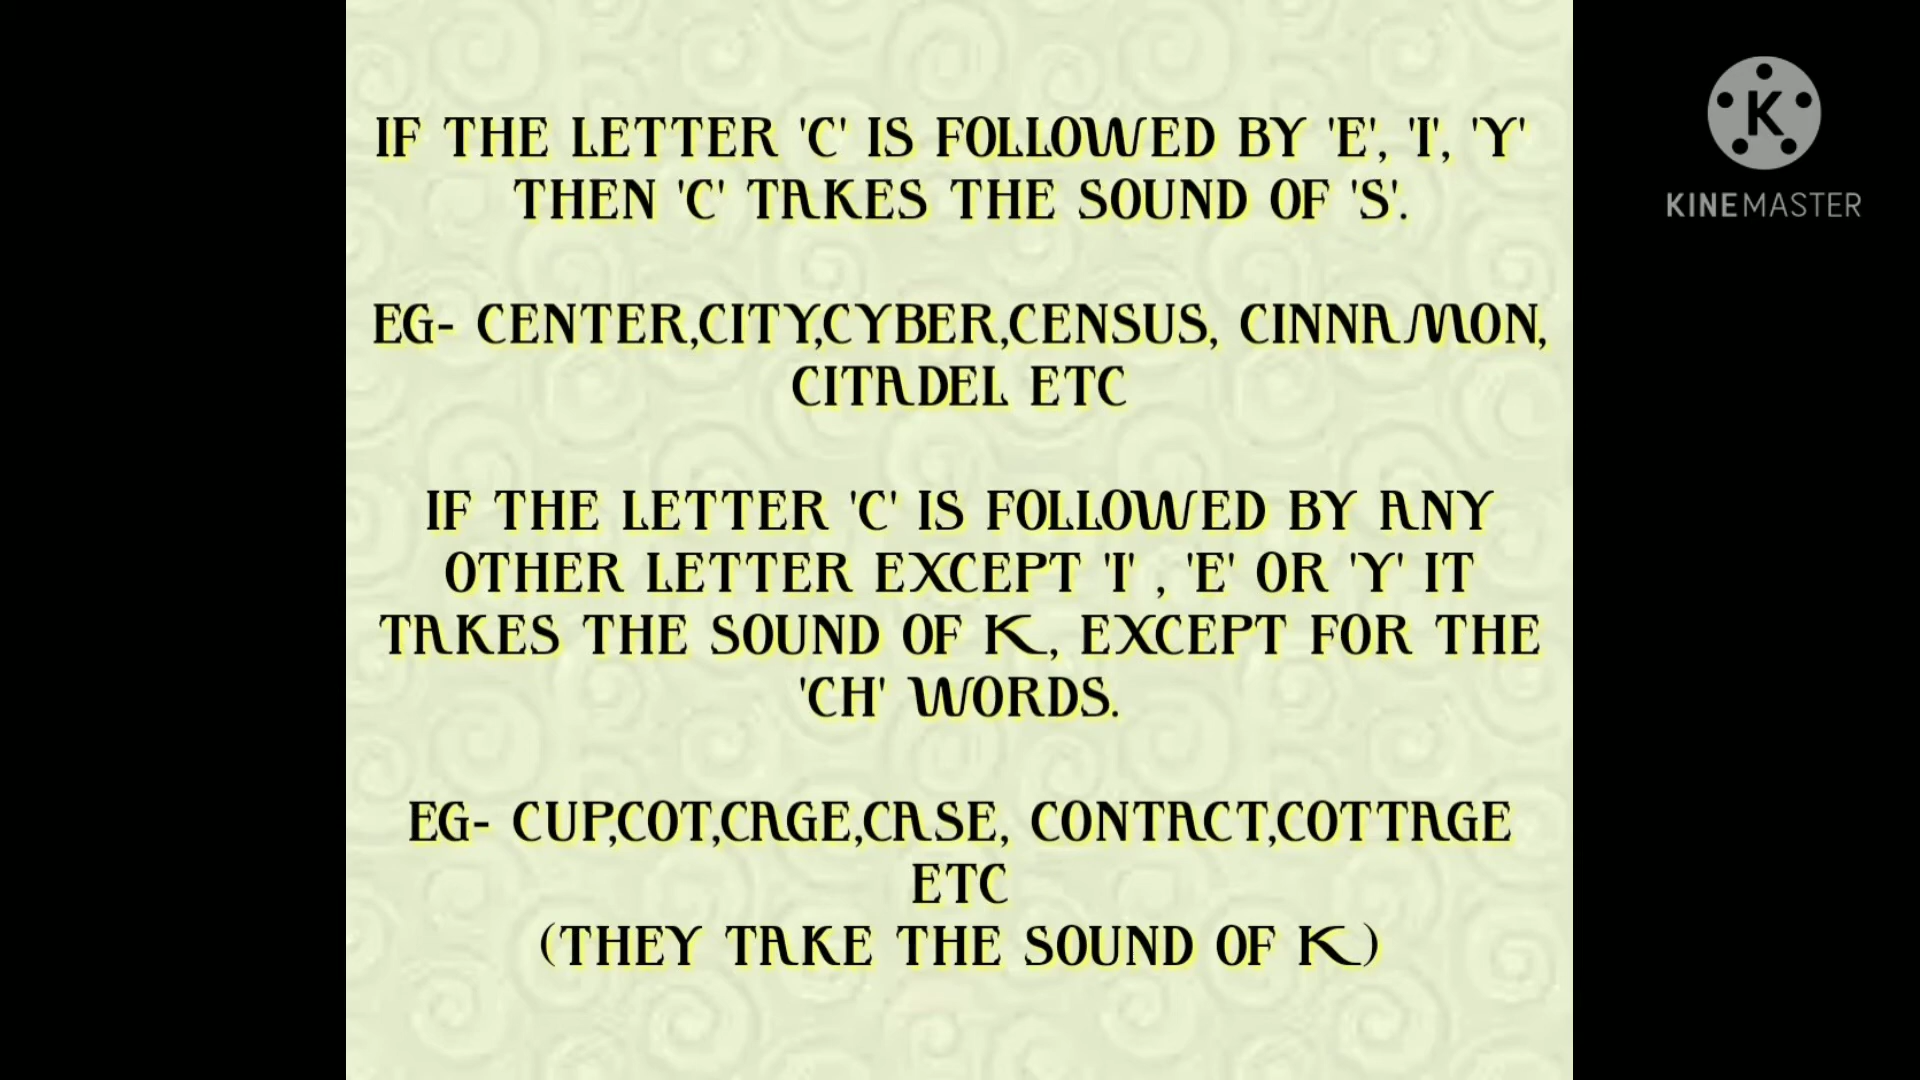 IF THE LETTER 'C' IS FOLLOWED BY 'E', 'I', 'Y'
THEN 'C' TAKES THE SOUND OF 'S'.
EG- CENTER,CITY,CYBER,CENSUS, CINNAMON,
CITADEL ETC
IF THE LETTER 'C' IS FOLLOWED BY ANY
OTHER LETTER EXCEPT 'I' , 'E' OR 'Y' IT
TAKES THE SOUND OF K, EXCEPT FOR THE
'CH' WORDS.
EG- CUP,COT,CAGE,CASE, CONTACT,COTTAGE
ETC
(THEY TAKE THE SOUND OF K)
K
KINEMASTER